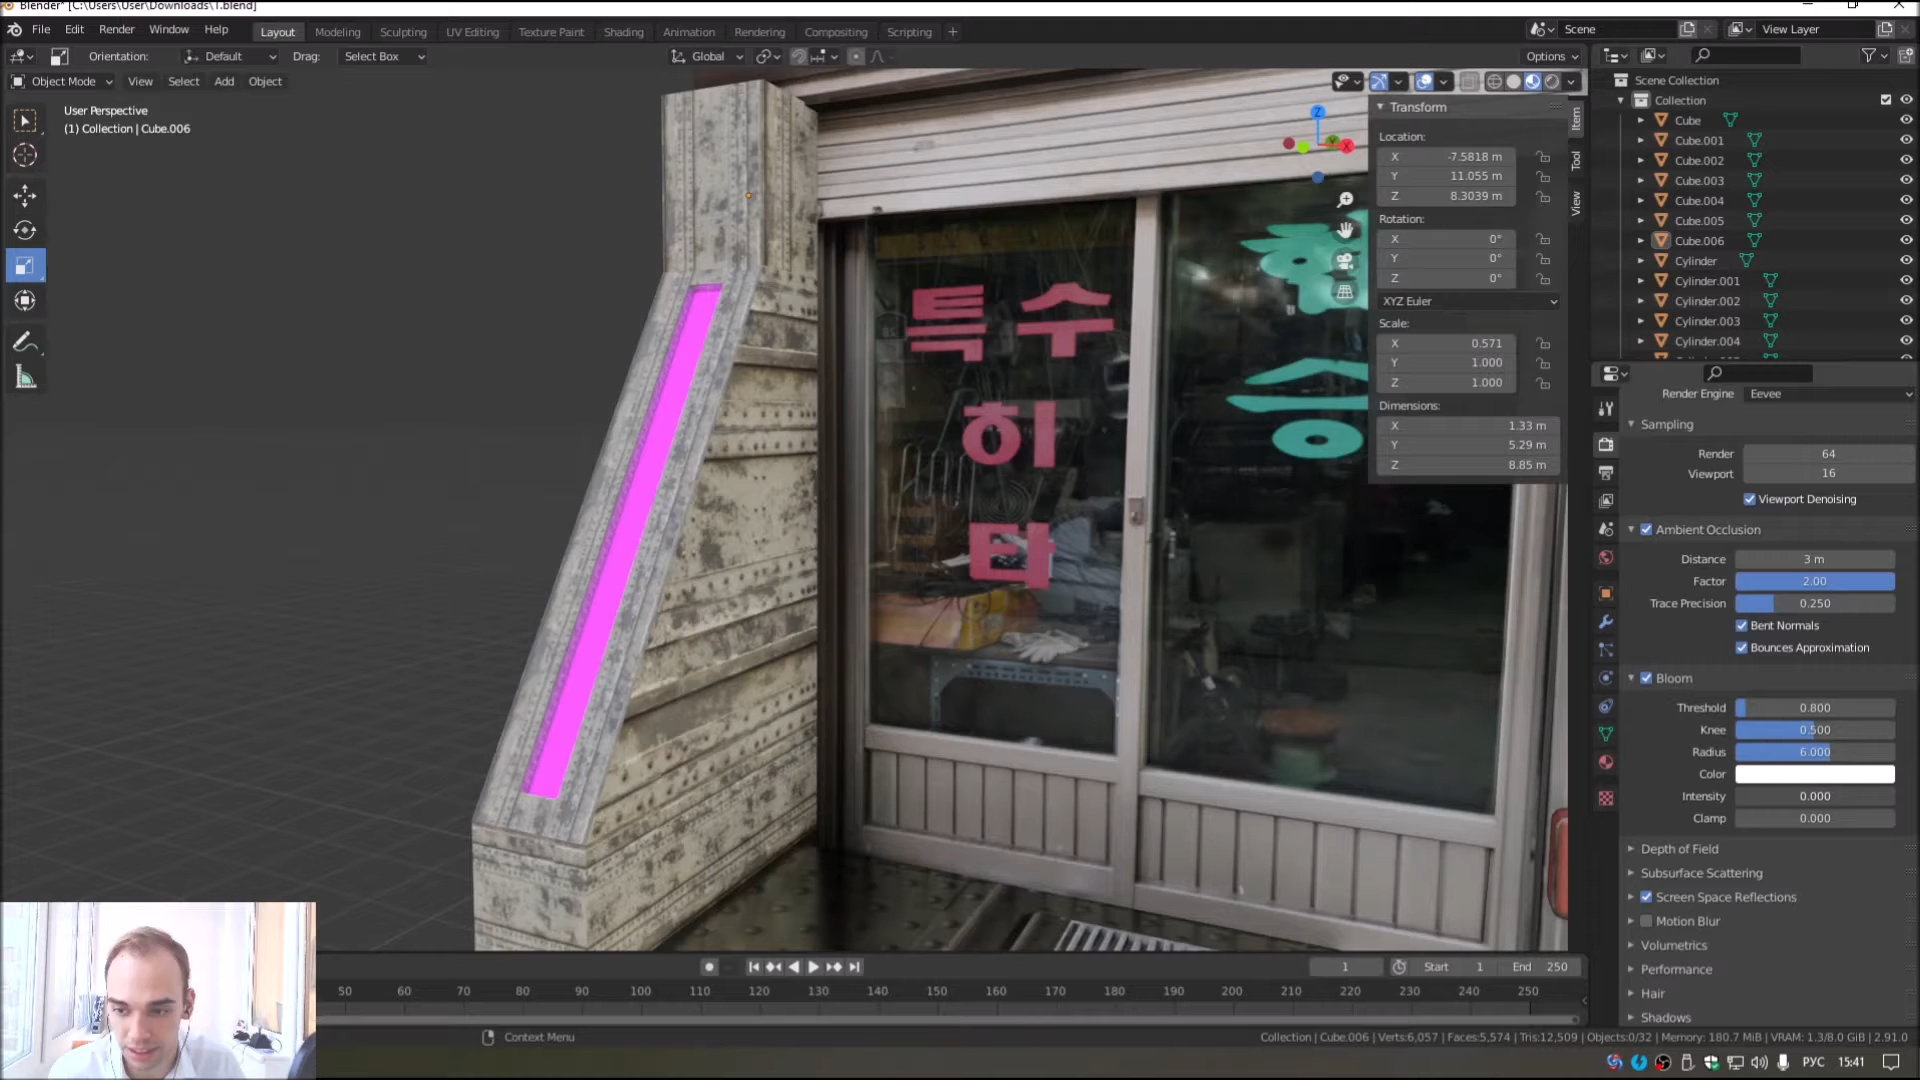 Blender* [C:\Users\User\Downloads\1.blend]
File Edit Render Window Help
Layout Modeling Sculpting UV Editing Texture Paint Shading Animation Rendering Compositing Scripting
Scene
View Layer
Orientation: Default Drag: Select Box
Global
Options
Object Mode View Select Add Object
User Perspective
(1) Collection | Cube.006
Transform
Location:
X -7.5818 m
Y 11.055 m
Z 8.3039 m
Rotation:
X 0°
Y 0°
Z 0°
XYZ Euler
Scale:
X 0.571
Y 1.000
Z 1.000
Dimensions:
X 1.33 m
Y 5.29 m
Z 8.85 m
Item
Tool
View
Z
Y
X
특수
히
타
Scene Collection
Collection
Cube
Cube.001
Cube.002
Cube.003
Cube.004
Cube.005
Cube.006
Cylinder
Cylinder.001
Cylinder.002
Cylinder.003
Cylinder.004
Render Engine Eevee
Sampling
Render 64
Viewport 16
Viewport Denoising
Ambient Occlusion
Distance 3 m
Factor 2.00
Trace Precision 0.250
Bent Normals
Bounces Approximation
Bloom
Threshold 0.800
Knee 0.500
Radius 6.000
Color
Intensity 0.000
Clamp 0.000
Depth of Field
Subsurface Scattering
Screen Space Reflections
Motion Blur
Volumetrics
Performance
Hair
Shadows
1 Start 1 End 250
50 60 70 80 90 100 110 120 130 140 150 160 170 180 190 200 210 220 230 240 250
Context Menu
Collection | Cube.006 | Verts:6,057 | Faces:5,574 | Tris:12,509 | Objects:0/32 | Memory: 180.7 MiB | VRAM: 1.3/8.0 GiB | 2.91.0
РУС 15:41